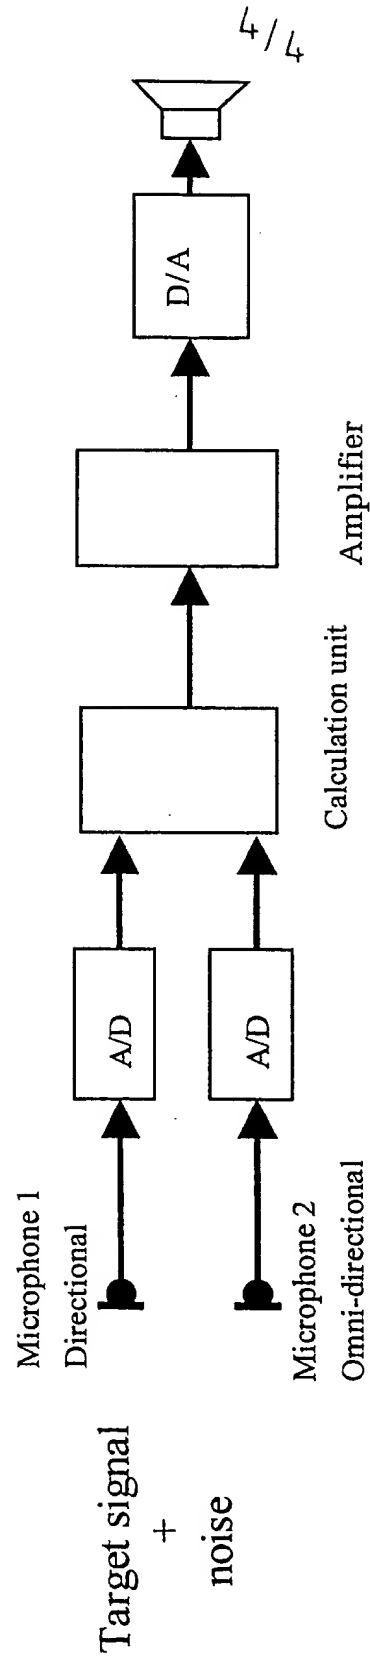 4/4
Target signal
+
noise
Microphone 1
Directional
Microphone 2
Omni-directional
A/D
A/D
Calculation unit
Amplifier
D/A